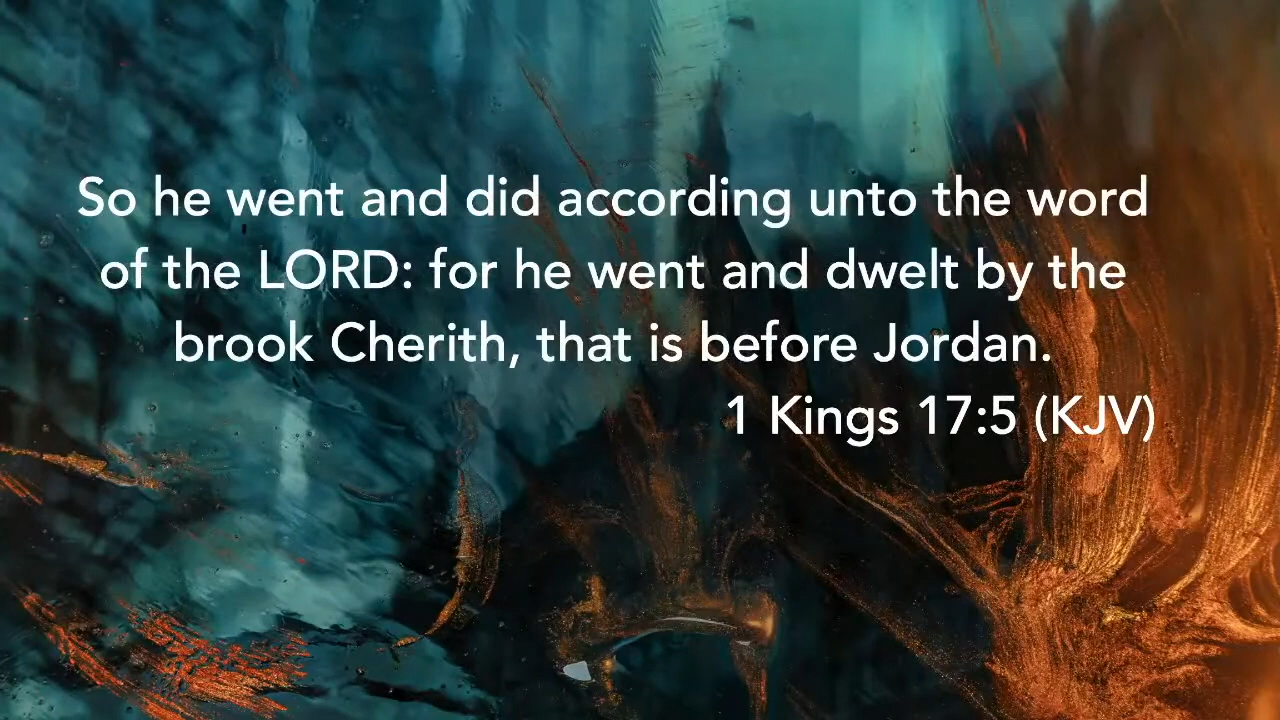 So he went and did according unto the word
of the LORD: for he went and dwelt by the
brook Cherith, that is before Jordan.
1 Kings 17:5 (KJV)